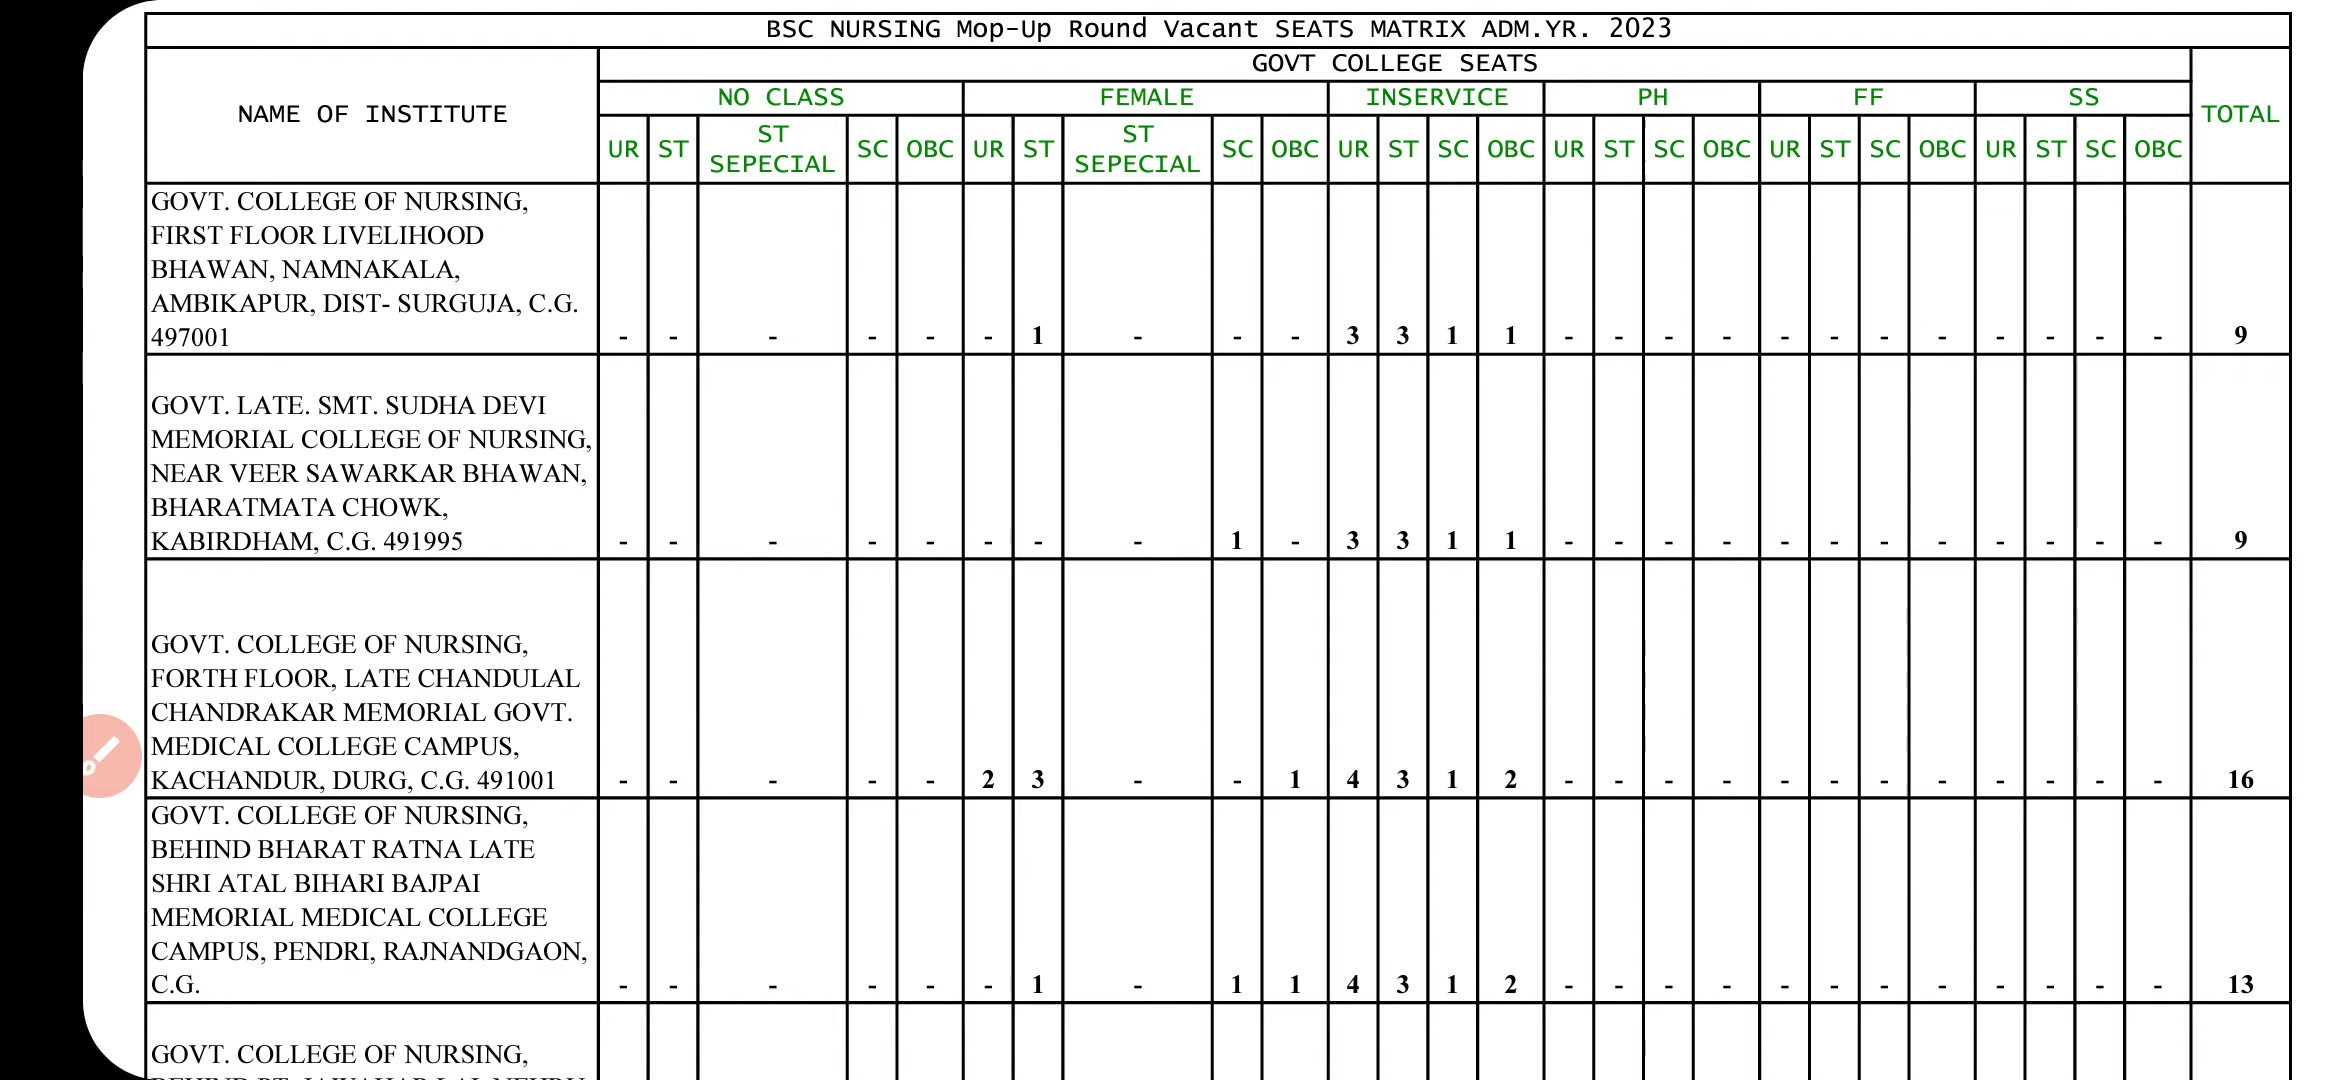 BSC NURSING Mop-Up Round Vacant SEATS MATRIX ADM.YR. 2023
NAME OF INSTITUTE
GOVT COLLEGE SEATS
TOTAL
NO CLASS FEMALE INSERVICE PH FF SS
UR ST ST SEPECIAL SC OBC UR ST ST SEPECIAL SC OBC UR ST SC OBC UR ST SC OBC UR ST SC OBC UR ST SC OBC
GOVT. COLLEGE OF NURSING,
FIRST FLOOR LIVELIHOOD
BHAWAN, NAMNAKALA,
AMBIKAPUR, DIST- SURGUJA, C.G.
497001 - - - - - - 1 - - - 3 3 1 1 - - - - - - - - - - - - 9
GOVT. LATE. SMT. SUDHA DEVI
MEMORIAL COLLEGE OF NURSING,
NEAR VEER SAWARKAR BHAWAN,
BHARATMATA CHOWK,
KABIRDHAM, C.G. 491995 - - - - - - - - 1 - 3 3 1 1 - - - - - - - - - - - - 9
GOVT. COLLEGE OF NURSING,
FORTH FLOOR, LATE CHANDULAL
CHANDRAKAR MEMORIAL GOVT.
MEDICAL COLLEGE CAMPUS,
KACHANDUR, DURG, C.G. 491001 - - - - - 2 3 - - 1 4 3 1 2 - - - - - - - - - - - - 16
GOVT. COLLEGE OF NURSING,
BEHIND BHARAT RATNA LATE
SHRI ATAL BIHARI BAJPAI
MEMORIAL MEDICAL COLLEGE
CAMPUS, PENDRI, RAJNANDGAON,
C.G. - - - - - - 1 - 1 1 4 3 1 2 - - - - - - - - - - - - 13
GOVT. COLLEGE OF NURSING,